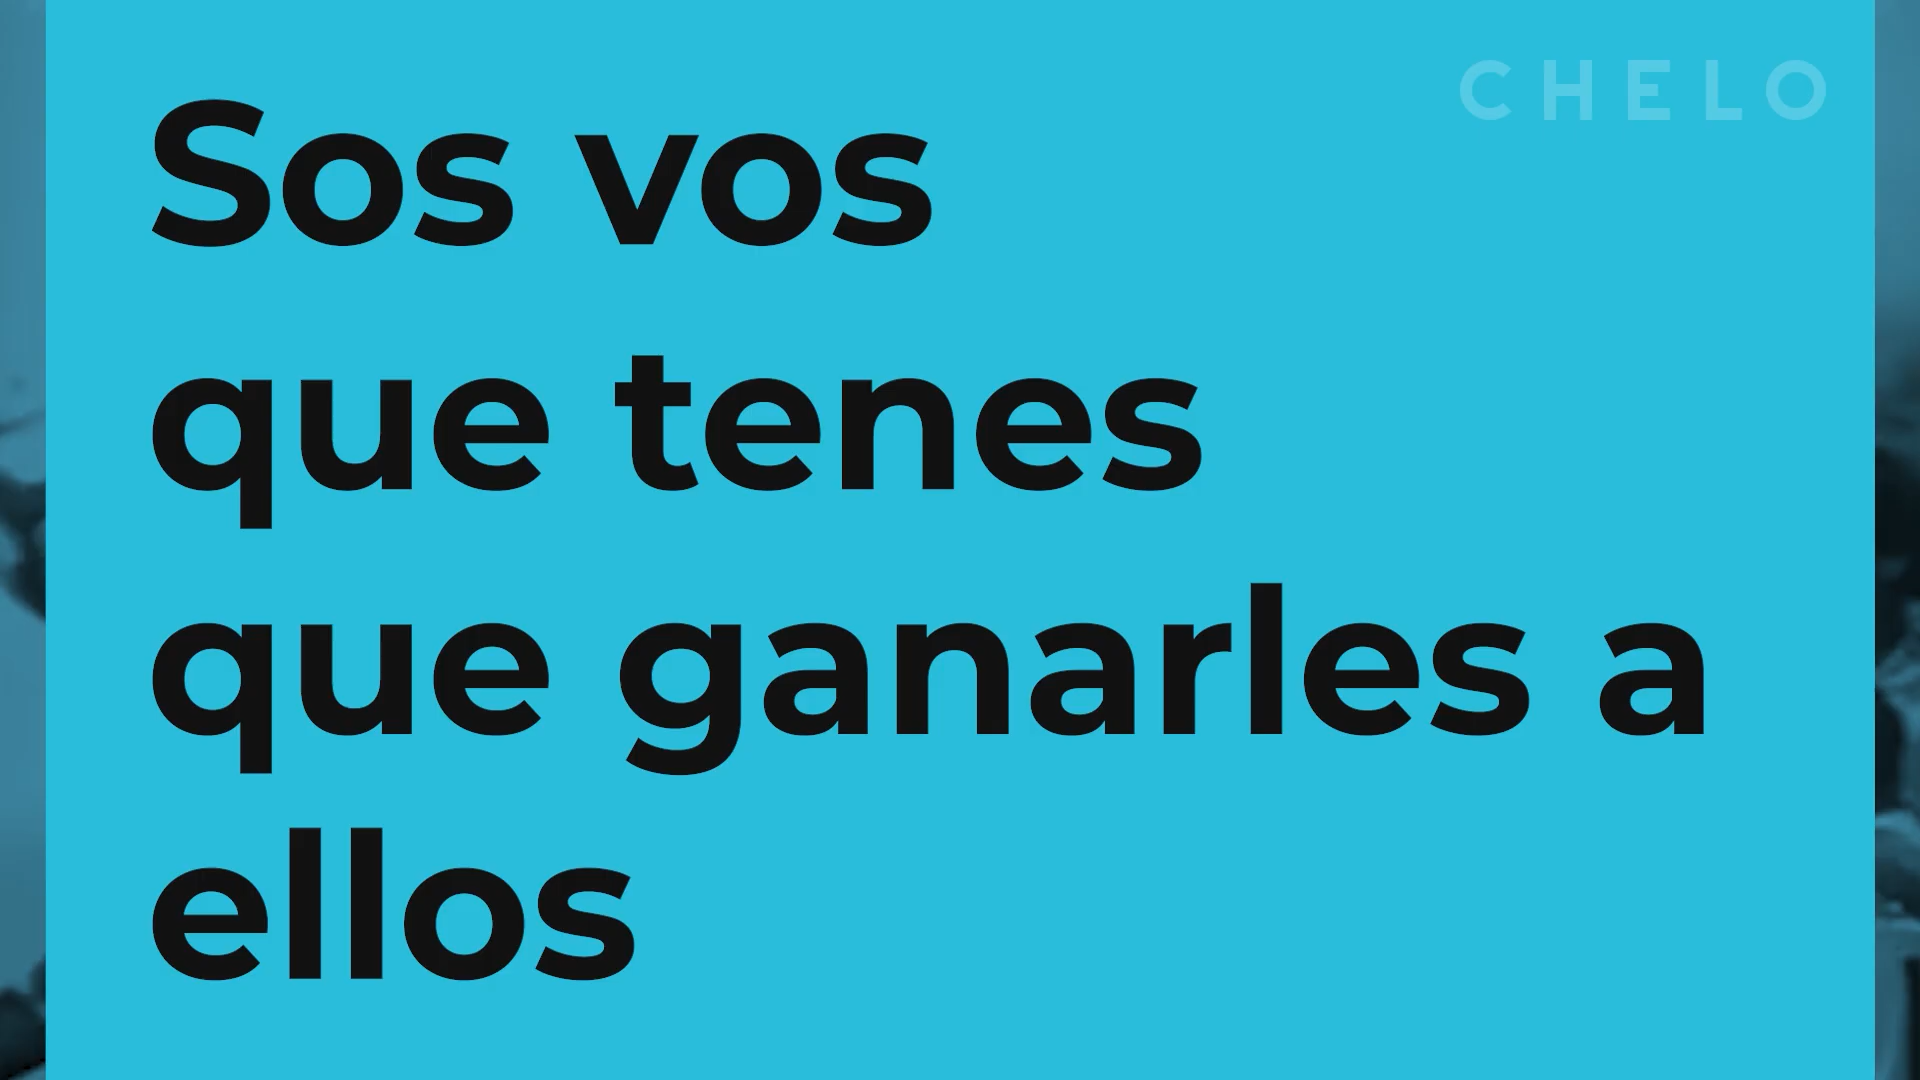 CHELO
Sos vos
que tenes
que ganarles a
ellos